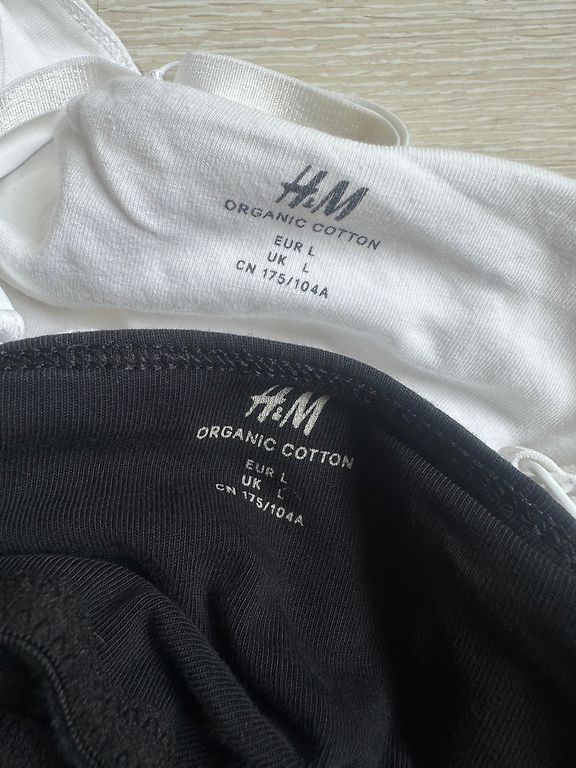 H&M
ORGANIC COTTON
EUR L
UK L
CN 175/104A
H&M
ORGANIC COTTON
EUR L
UK L
CN 175/104A